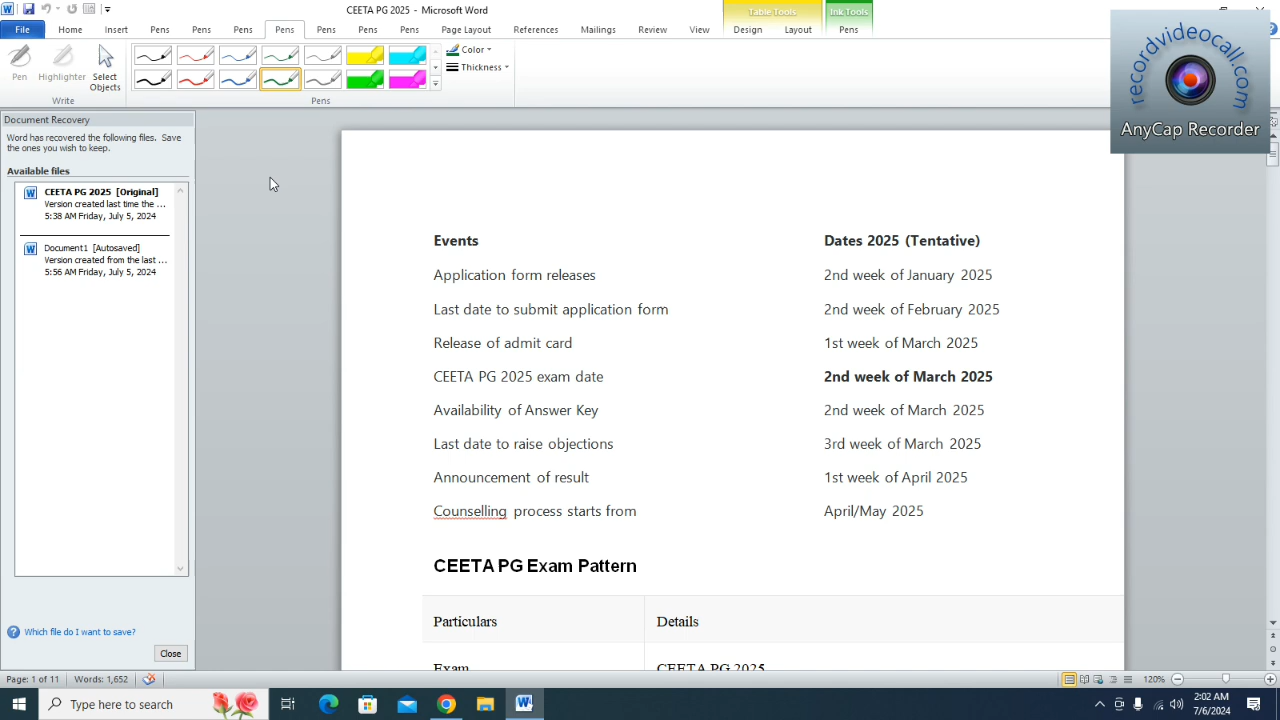 CEETA PG 2025 - Microsoft Word
Table Tools
Ink Tools
File Home Insert Pens Pens Pens Pens Pens Pens Pens Page Layout References Mailings Review View Design Layout Pens
Pen Highlighter Select Objects
Color
Thickness
Write
Pens
recordvideocall.com
AnyCap Recorder
Document Recovery
Word has recovered the following files. Save
the ones you wish to keep.
Available files
CEETA PG 2025 [Original]
Version created last time the ...
5:38 AM Friday, July 5, 2024
Document1 [Autosaved]
Version created from the last ...
5:56 AM Friday, July 5, 2024
Which file do I want to save?
Close
Events Dates 2025 (Tentative)
Application form releases 2nd week of January 2025
Last date to submit application form 2nd week of February 2025
Release of admit card 1st week of March 2025
CEETA PG 2025 exam date 2nd week of March 2025
Availability of Answer Key 2nd week of March 2025
Last date to raise objections 3rd week of March 2025
Announcement of result 1st week of April 2025
Counselling process starts from April/May 2025
CEETA PG Exam Pattern
Particulars Details
Exam CEETA PG 2025
Page: 1 of 11 Words: 1,652 120%
Type here to search
2:02 AM
7/6/2024